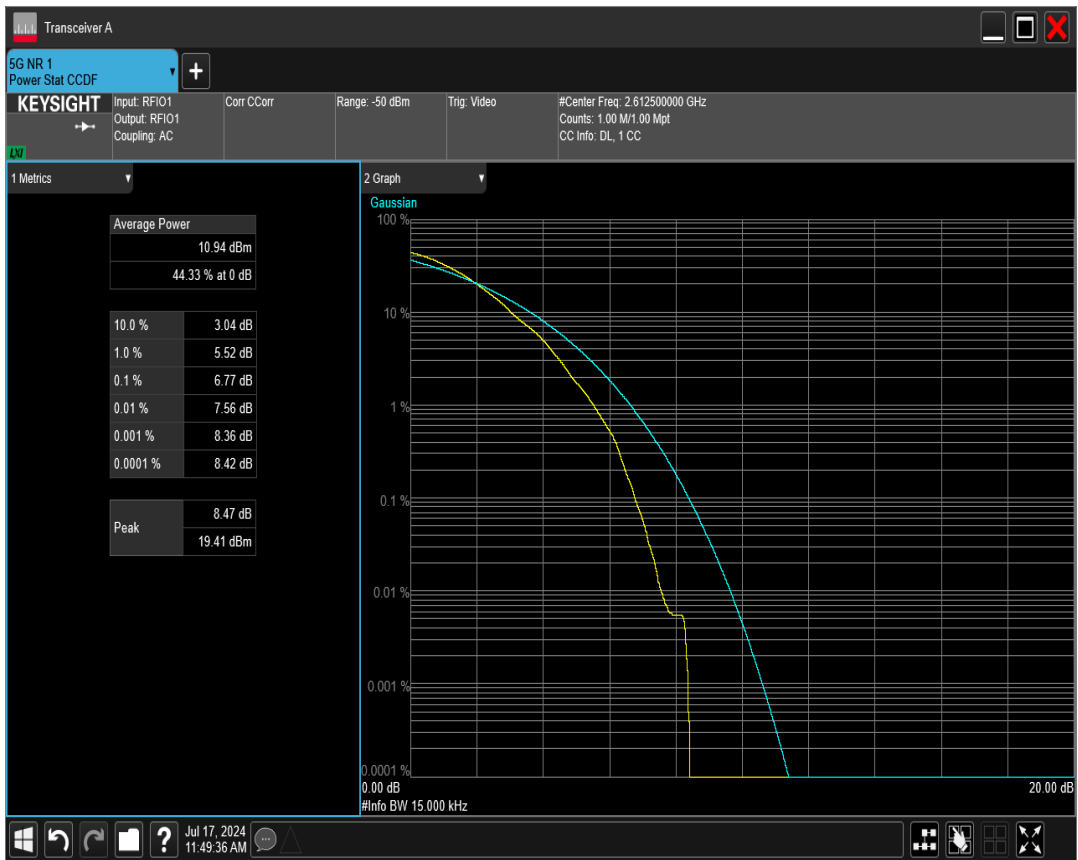 Transceiver A
5G NR 1
Power Stat CCDF
+
KEYSIGHT
LXI
Input: RFIO1
Output: RFIO1
Coupling: AC
Corr CCorr
Range: -50 dBm
Trig: Video
#Center Freq: 2.612500000 GHz
Counts: 1.00 M/1.00 Mpt
CC Info: DL, 1 CC
1 Metrics
Average Power
10.94 dBm
44.33 % at 0 dB
10.0 % 3.04 dB
1.0 % 5.52 dB
0.1 % 6.77 dB
0.01 % 7.56 dB
0.001 % 8.36 dB
0.0001 % 8.42 dB
Peak
8.47 dB
19.41 dBm
2 Graph
Gaussian
100 %
10 %
1 %
0.1 %
0.01 %
0.001 %
0.0001 %
0.00 dB 20.00 dB
#Info BW 15.000 kHz
?
Jul 17, 2024
11:49:36 AM